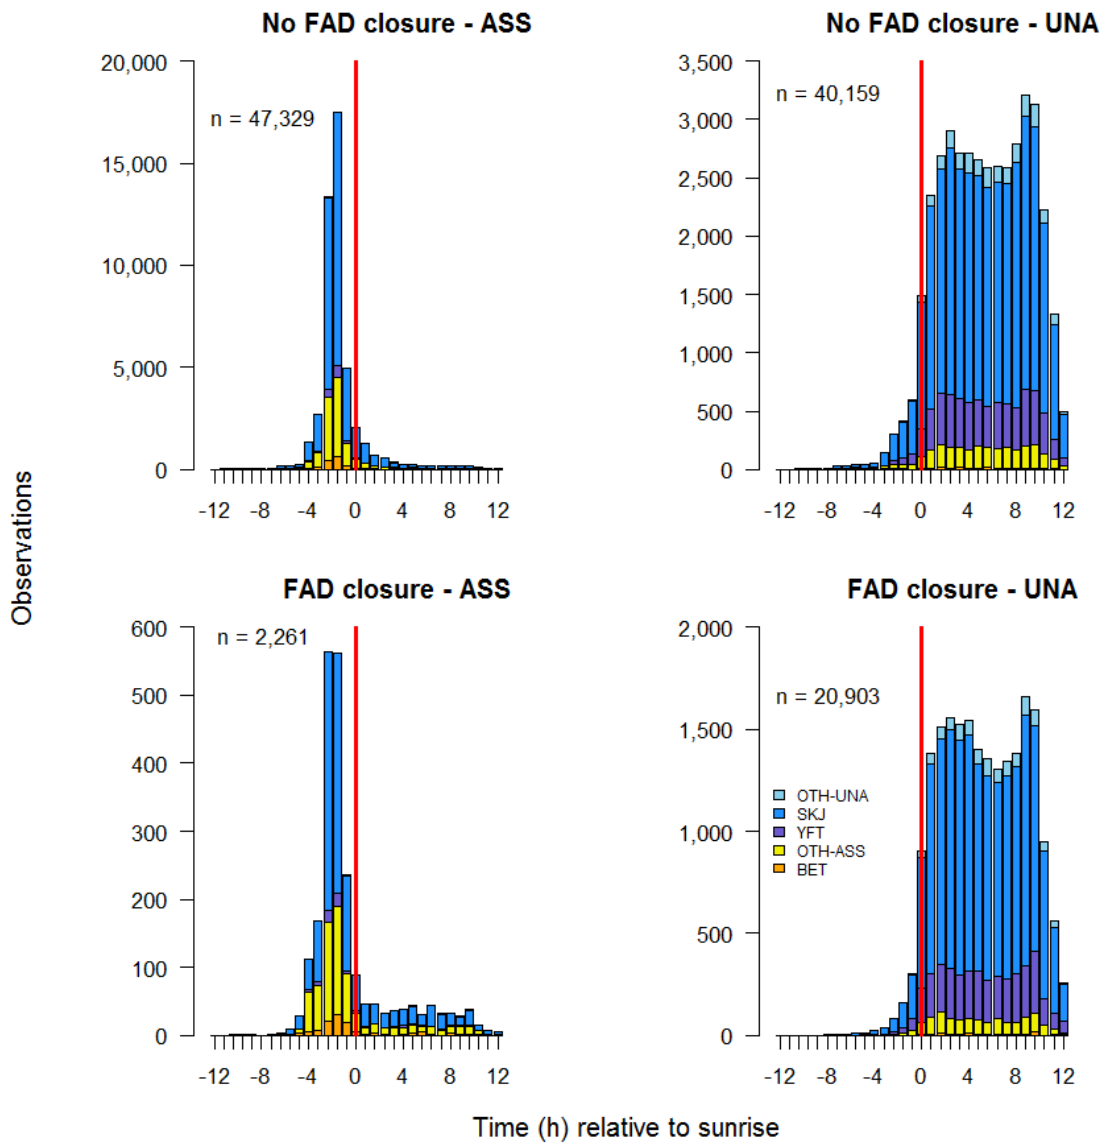 No FAD closure - ASS
20,000
15,000
10,000
5,000
0
n = 47,329
-12 -8 -4 0 4 8 12
No FAD closure - UNA
3,500
3,000
2,500
2,000
1,500
1,000
500
0
n = 40,159
-12 -8 -4 0 4 8 12
Observations
FAD closure - ASS
600
500
400
300
200
100
0
n = 2,261
-12 -8 -4 0 4 8 12
FAD closure - UNA
2,000
1,500
1,000
500
0
n = 20,903
OTH-UNA
SKJ
YFT
OTH-ASS
BET
-12 -8 -4 0 4 8 12
Time (h) relative to sunrise